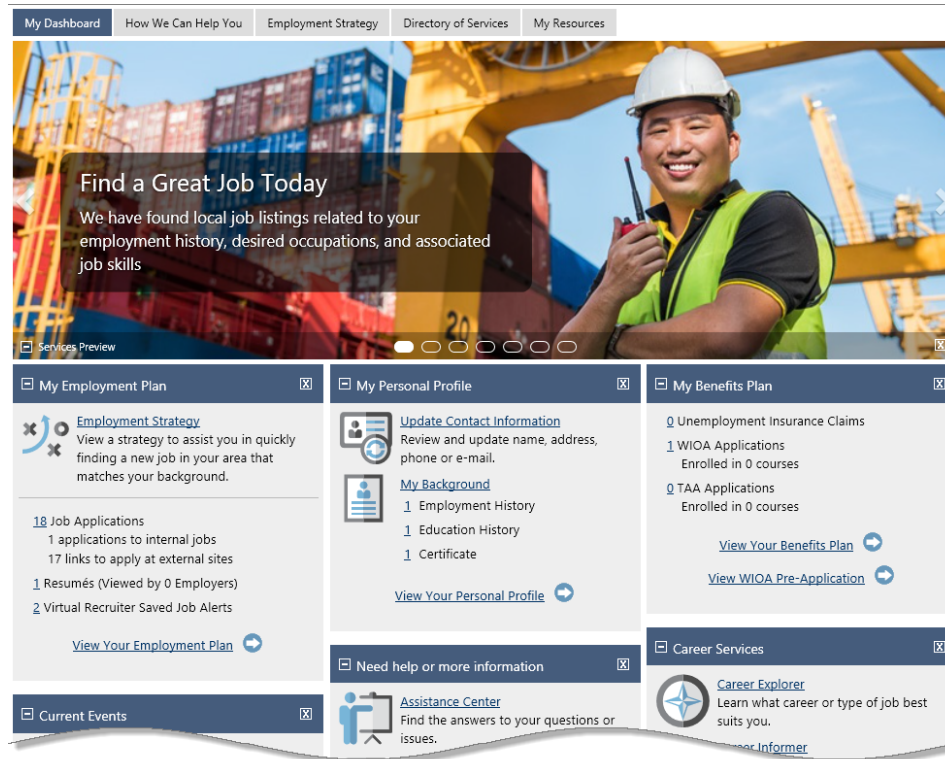 My Dashboard
How We Can Help You
Employment Strategy
Directory of Services
My Resources
Find a Great Job Today
We have found local job listings related to your
employment history, desired occupations, and associated
job skills
20
Services Preview
My Employment Plan
Employment Strategy
View a strategy to assist you in quickly
finding a new job in your area that
matches your background.
18 Job Applications
1 applications to internal jobs
17 links to apply at external sites
1 Resumés (Viewed by 0 Employers)
2 Virtual Recruiter Saved Job Alerts
View Your Employment Plan
Current Events
My Personal Profile
Update Contact Information
Review and update name, address,
phone or e-mail.
My Background
1 Employment History
1 Education History
1 Certificate
View Your Personal Profile
Need help or more information
Assistance Center
Find the answers to your questions or
issues.
My Benefits Plan
0 Unemployment Insurance Claims
1 WIOA Applications
Enrolled in 0 courses
0 TAA Applications
Enrolled in 0 courses
View Your Benefits Plan
View WIOA Pre-Application
Career Services
Career Explorer
Learn what career or type of job best
suits you.
Informer